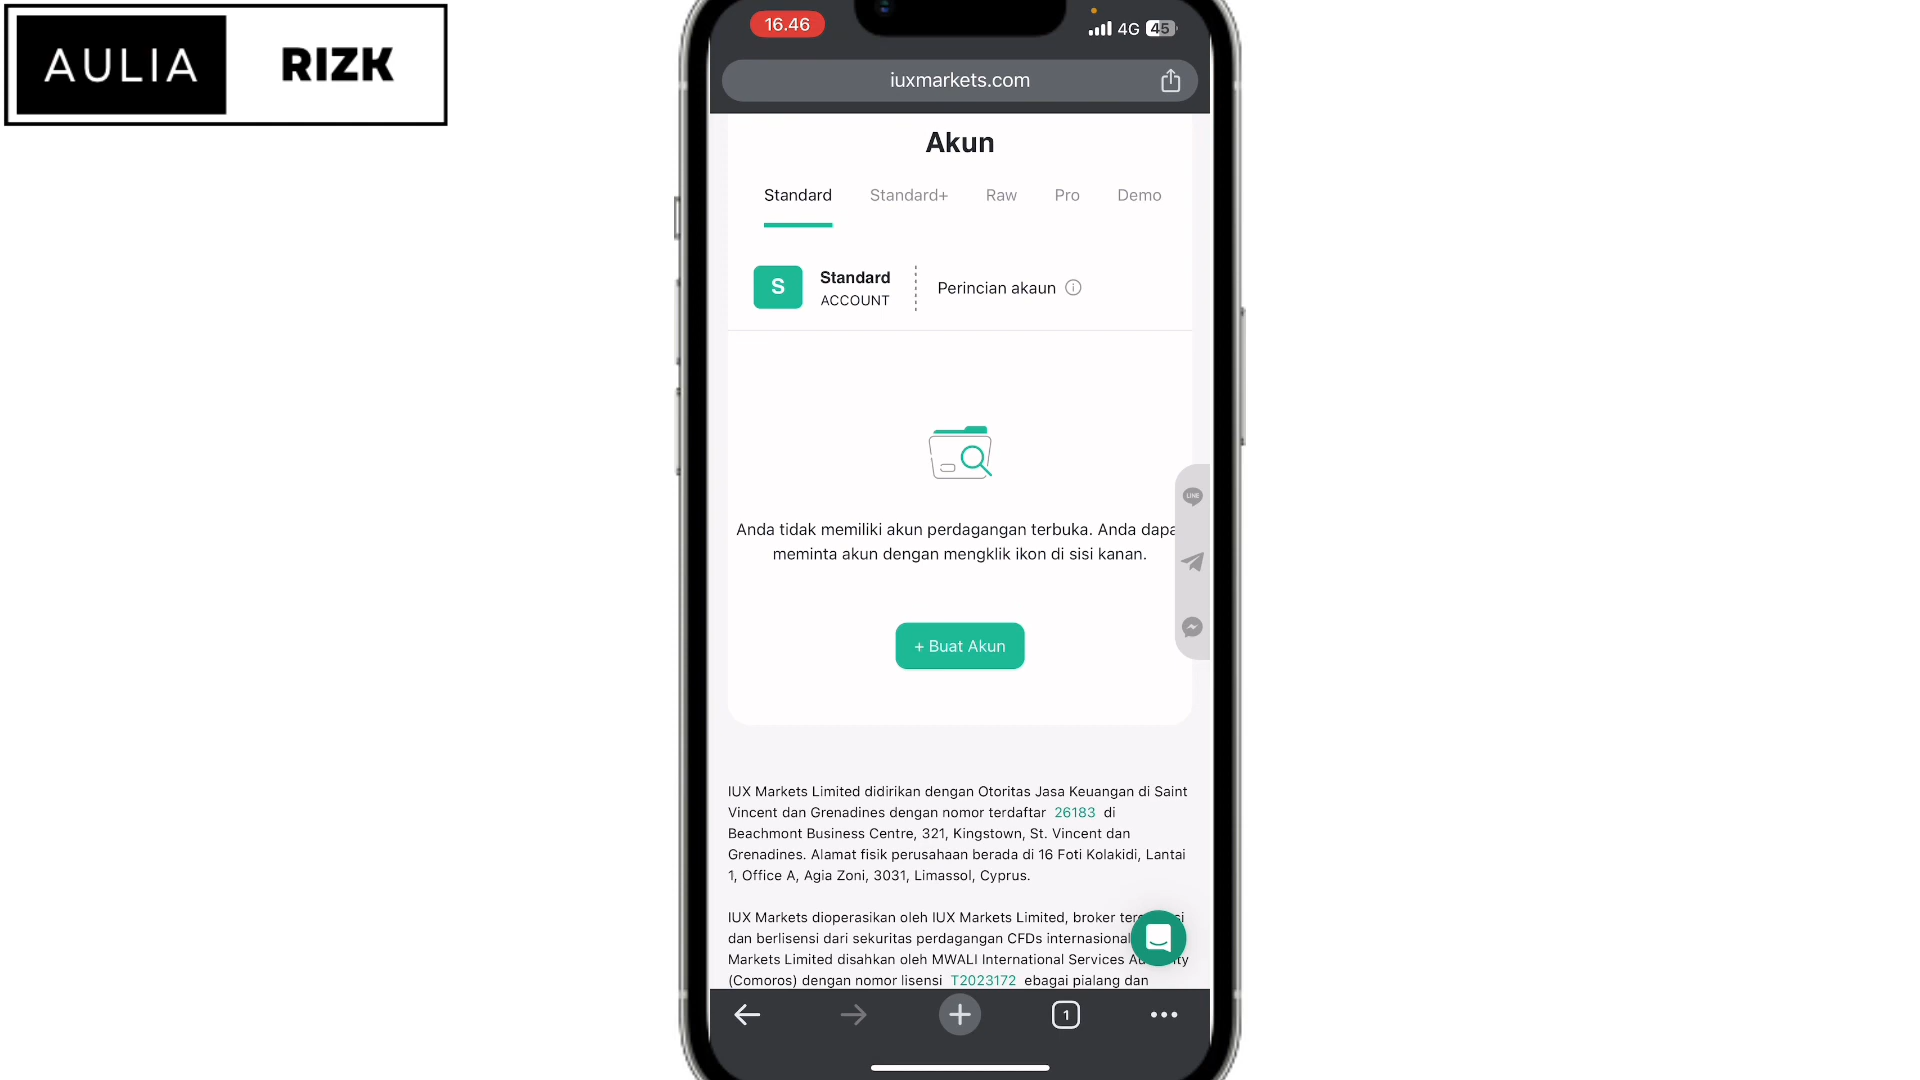 AULIA RIZK
16.46
4G 45
iuxmarkets.com
Akun
Standard Standard+ Raw Pro Demo
S
Standard
ACCOUNT
Perincian akaun
Anda tidak memiliki akun perdagangan terbuka. Anda dapa
meminta akun dengan mengklik ikon di sisi kanan.
LINE
+ Buat Akun
IUX Markets Limited didirikan dengan Otoritas Jasa Keuangan di Saint
Vincent dan Grenadines dengan nomor terdaftar 26183 di
Beachmont Business Centre, 321, Kingstown, St. Vincent dan
Grenadines. Alamat fisik perusahaan berada di 16 Foti Kolakidi, Lantai
1, Office A, Agia Zoni, 3031, Limassol, Cyprus.
IUX Markets dioperasikan oleh IUX Markets Limited, broker
dan berlisensi dari sekuritas perdagangan CFDs internasional
Markets Limited disahkan oleh MWALI International Services
(Comoros) dengan nomor lisensi T2023172 ebagai pialang dan
1